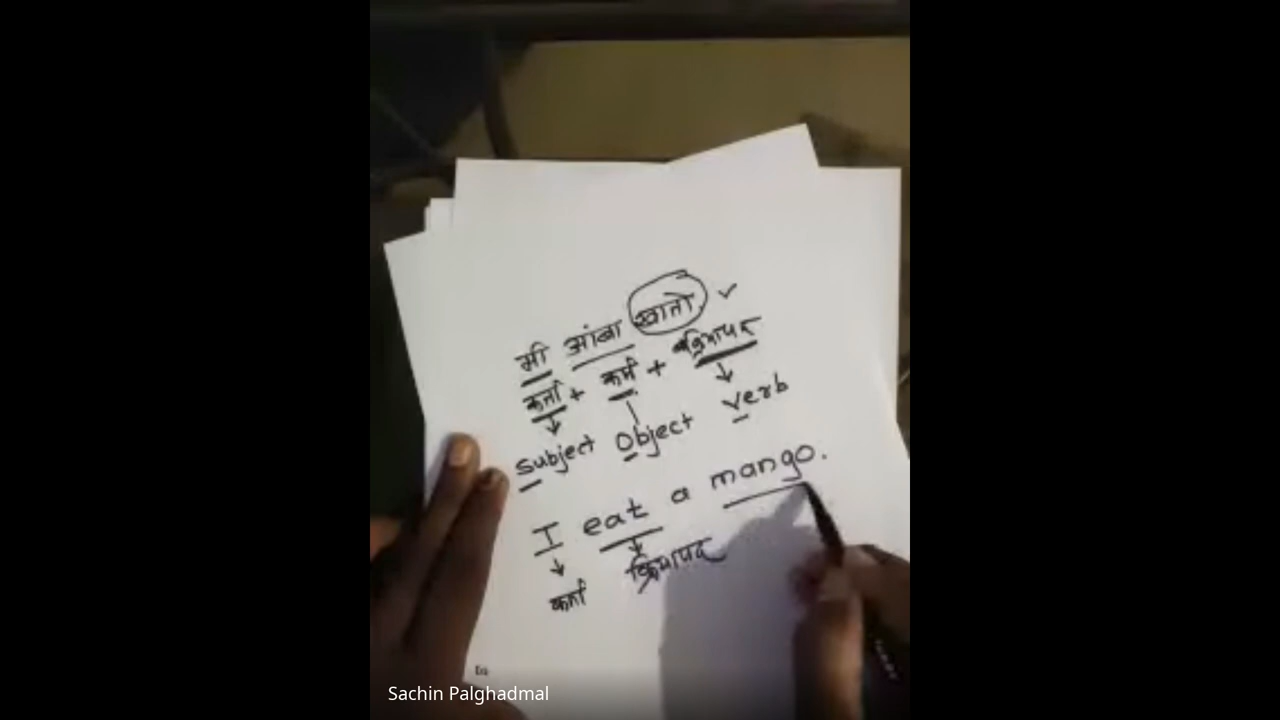 मी आंबा खातो. ✓
कर्ता + कर्म + क्रियापद
Subject Object Verb
I eat a mango.
कर्ता क्रियापद
Sachin Palghadmal